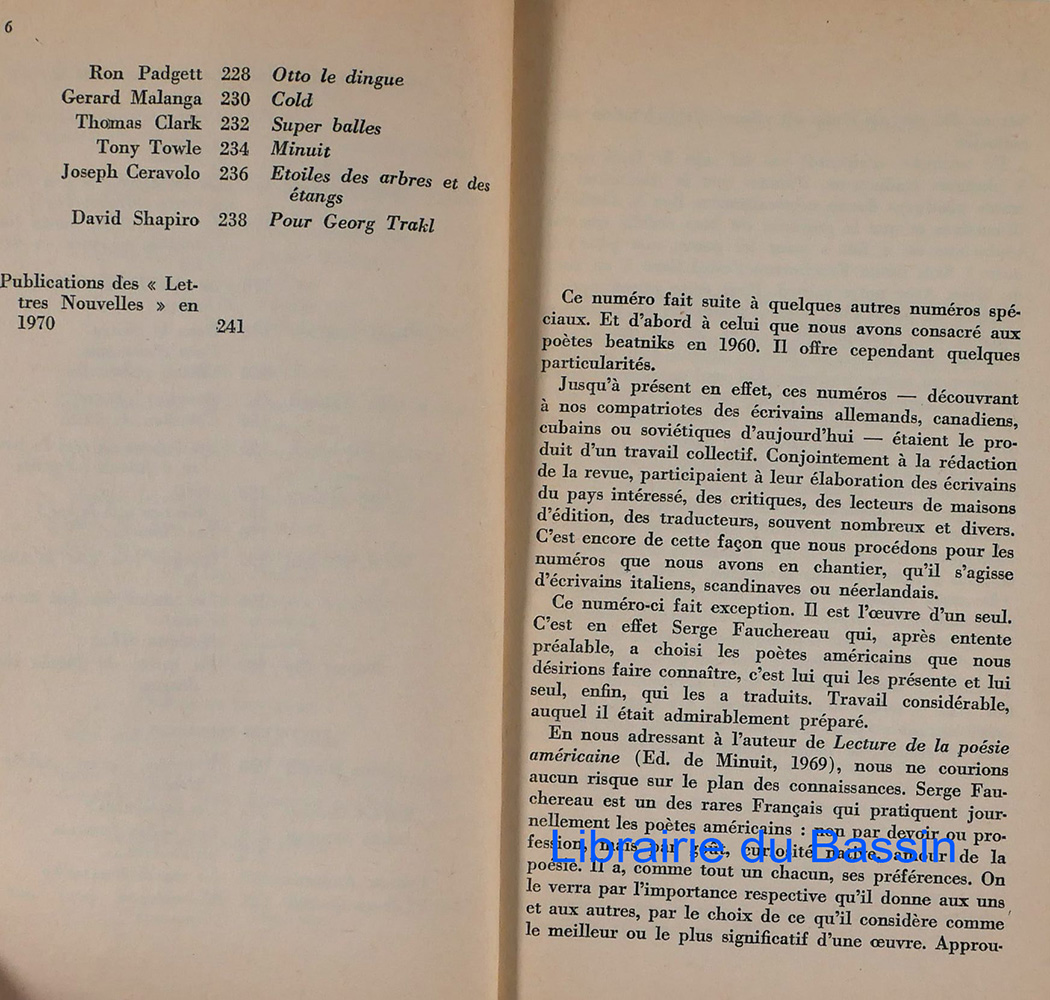 6
Ron Padgett 228 Otto le dingue
Gerard Malanga 230 Cold
Thomas Clark 232 Super balles
Tony Towle 234 Minuit
Joseph Ceravolo 236 Etoiles des arbres et des
étangs
David Shapiro 238 Pour Georg Trakl
Publications des « Let-
tres Nouvelles » en
1970 241
Ce numéro fait suite à quelques autres numéros spé-
ciaux. Et d'abord à celui que nous avons consacré aux
poètes beatniks en 1960. Il offre cependant quelques
particularités.
Jusqu'à présent en effet, ces numéros — découvrant
à nos compatriotes des écrivains allemands, canadiens,
cubains ou soviétiques d'aujourd'hui — étaient le pro-
duit d'un travail collectif. Conjointement à la rédaction
de la revue, participaient à leur élaboration des écrivains
du pays intéressé, des critiques, des lecteurs de maisons
d'édition, des traducteurs, souvent nombreux et divers.
C'est encore de cette façon que nous procédons pour les
numéros que nous avons en chantier, qu'il s'agisse
d'écrivains italiens, scandinaves ou néerlandais.
Ce numéro-ci fait exception. Il est l'œuvre d'un seul.
C'est en effet Serge Fauchereau qui, après entente
préalable, a choisi les poètes américains que nous
désirions faire connaître, c'est lui qui les présente et lui
seul, enfin, qui les a traduits. Travail considérable,
auquel il était admirablement préparé.
En nous adressant à l'auteur de Lecture de la poésie
américaine (Ed. de Minuit, 1969), nous ne courions
aucun risque sur le plan des connaissances. Serge Fau-
chereau est un des rares Français qui pratiquent jour-
nellement les poètes américains : non par devoir ou pro-
fession, mais par goût, curiosité native, amour de la
poésie. Il a, comme tout un chacun, ses préférences. On
le verra par l'importance respective qu'il donne aux uns
et aux autres, par le choix de ce qu'il considère comme
le meilleur ou le plus significatif d'une œuvre. Approu-
Librairie du Bassin